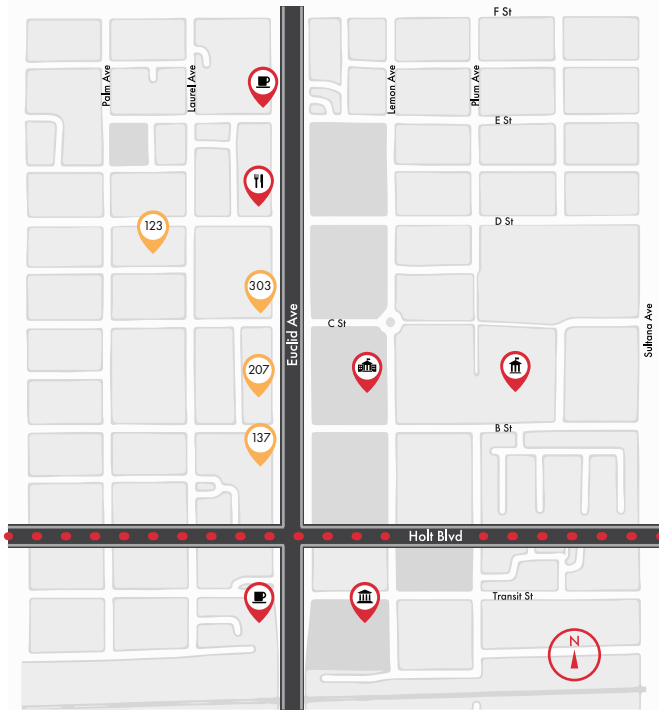 F St
Palm Ave
Laurel Ave
Lemon Ave
Plum Ave
E St
D St
123
303
Euclid Ave
C St
Sultana Ave
207
B St
137
Holt Blvd
Transit St
N